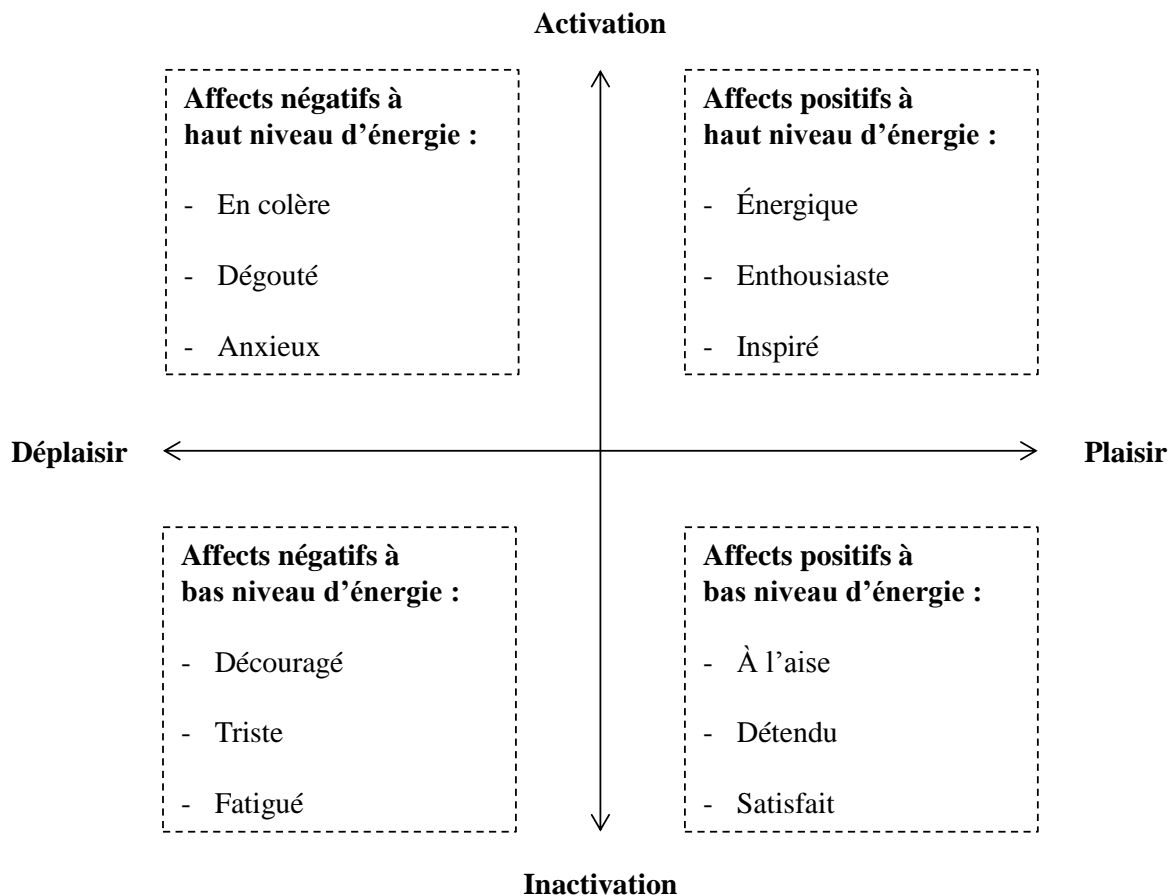 Activation
Affects négatifs à
haut niveau d’énergie :
- En colère
- Dégouté
- Anxieux
Affects positifs à
haut niveau d’énergie :
- Énergique
- Enthousiaste
- Inspiré
Déplaisir
Plaisir
Affects négatifs à
bas niveau d’énergie :
- Découragé
- Triste
- Fatigué
Affects positifs à
bas niveau d’énergie :
- À l’aise
- Détendu
- Satisfait
Inactivation